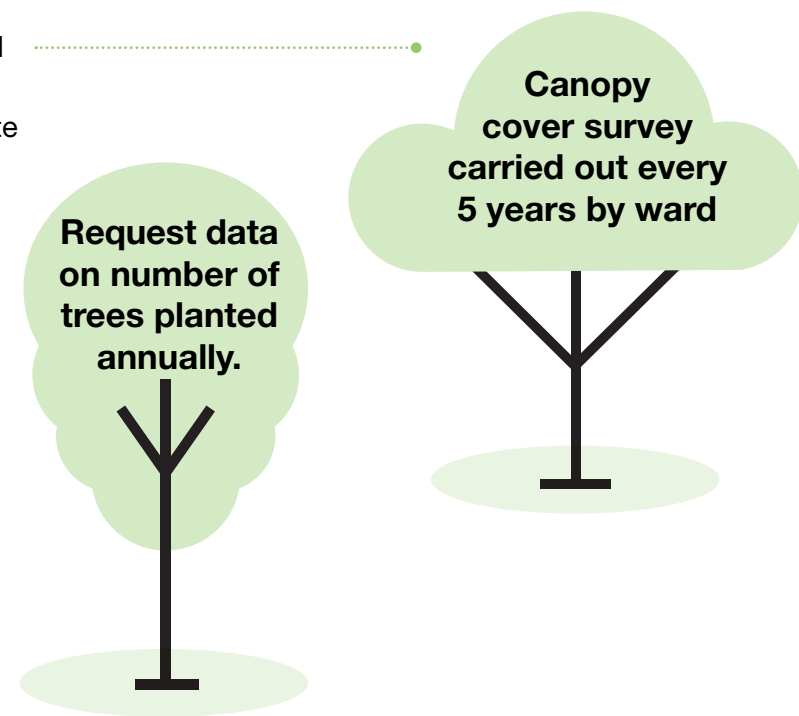 Canopy
cover survey
carried out every
5 years by ward
Request data
on number of
trees planted
annually.